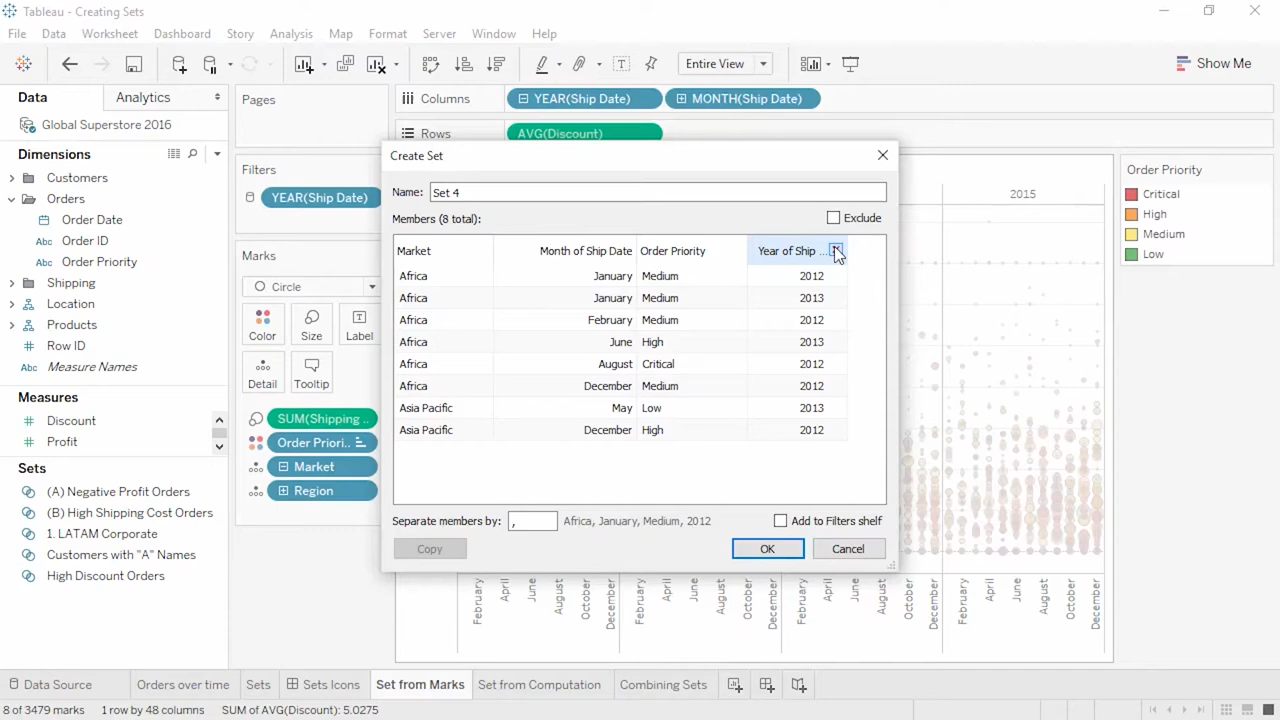 Tableau - Creating Sets
File Data Worksheet Dashboard Story Analysis Map Format Server Window Help
Entire View
Show Me
Data
Analytics
Global Superstore 2016
Dimensions
Customers
Orders
Order Date
Abc Order ID
Abc Order Priority
Shipping
Location
Products
Row ID
Abc Measure Names
Measures
Discount
Profit
Sets
(A) Negative Profit Orders
(B) High Shipping Cost Orders
1. LATAM Corporate
Customers with "A" Names
High Discount Orders
Pages
Filters
YEAR(Ship Date)
Marks
Circle
Color Size Label
Detail Tooltip
SUM(Shipping ..
Order Priori..
Market
Region
Columns YEAR(Ship Date) MONTH(Ship Date)
Rows AVG(Discount)
Create Set
Name: Set 4
Members (8 total): Exclude
Market Month of Ship Date Order Priority Year of Ship ...
Africa January Medium 2012
Africa January Medium 2013
Africa February Medium 2012
Africa June High 2013
Africa August Critical 2012
Africa December Medium 2012
Asia Pacific May Low 2013
Asia Pacific December High 2012
Separate members by: , Africa, January, Medium, 2012 Add to Filters shelf
Copy OK Cancel
2015
February April June August October December February April June August October December February April June August October December February April June August October December
Order Priority
Critical
High
Medium
Low
Data Source Orders over time Sets Sets Icons Set from Marks Set from Computation Combining Sets
8 of 3479 marks 1 row by 48 columns SUM of AVG(Discount): 5.0275